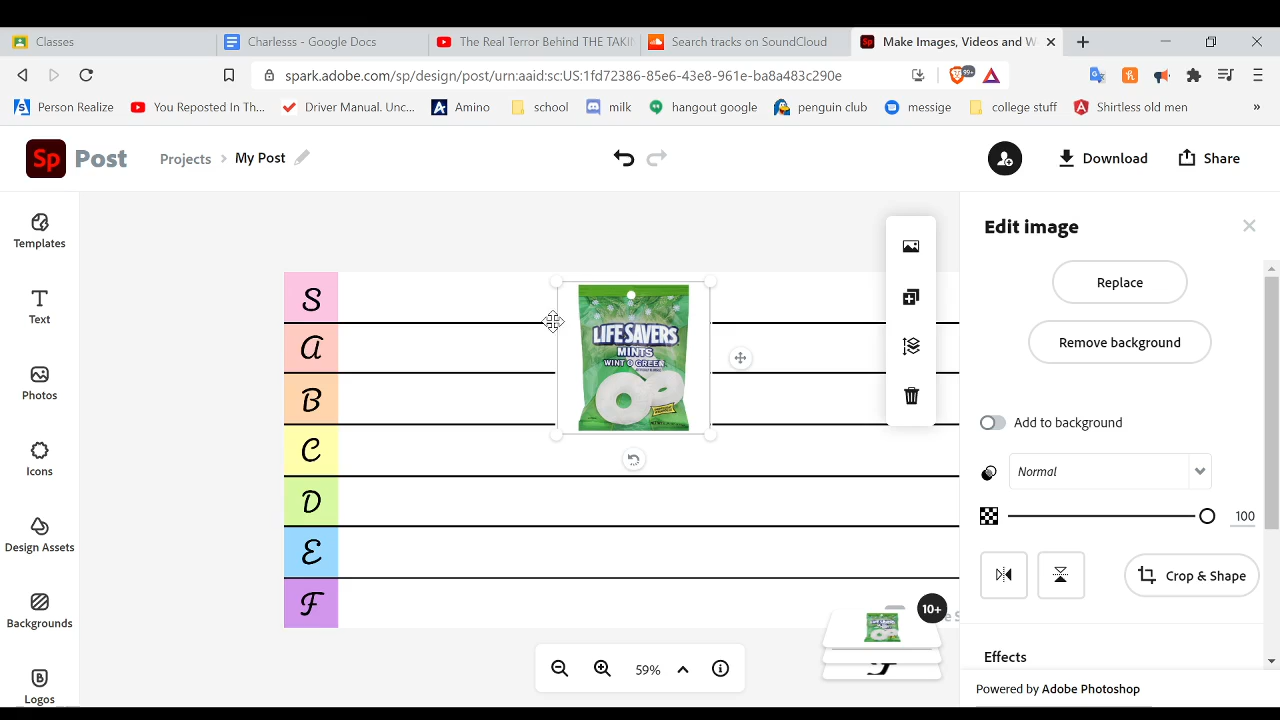 Classes
Charlesss - Google Docs
The Real Terror Behind THE TAKIN
Search tracks on SoundCloud
Make Images, Videos and W
spark.adobe.com/sp/design/post/urn:aaid:sc:US:1fd72386-85e6-4583-961e-ba8a483c290e
99+
Person Realize
You Reposted In Th...
Driver Manual. Unc...
Amino
school
milk
hangout google
penguin club
messige
college stuff
Shirtless old men
»
Sp
Post
Projects
My Post
Download
Share
Templates
Text
Photos
Icons
Design Assets
Backgrounds
Logos
S
A
B
C
D
E
F
LIFE SAVERS
MINTS
WINT O GREEN
10+
59%
Edit image
Replace
Remove background
Add to background
Normal
100
Crop & Shape
Effects
Powered by Adobe Photoshop